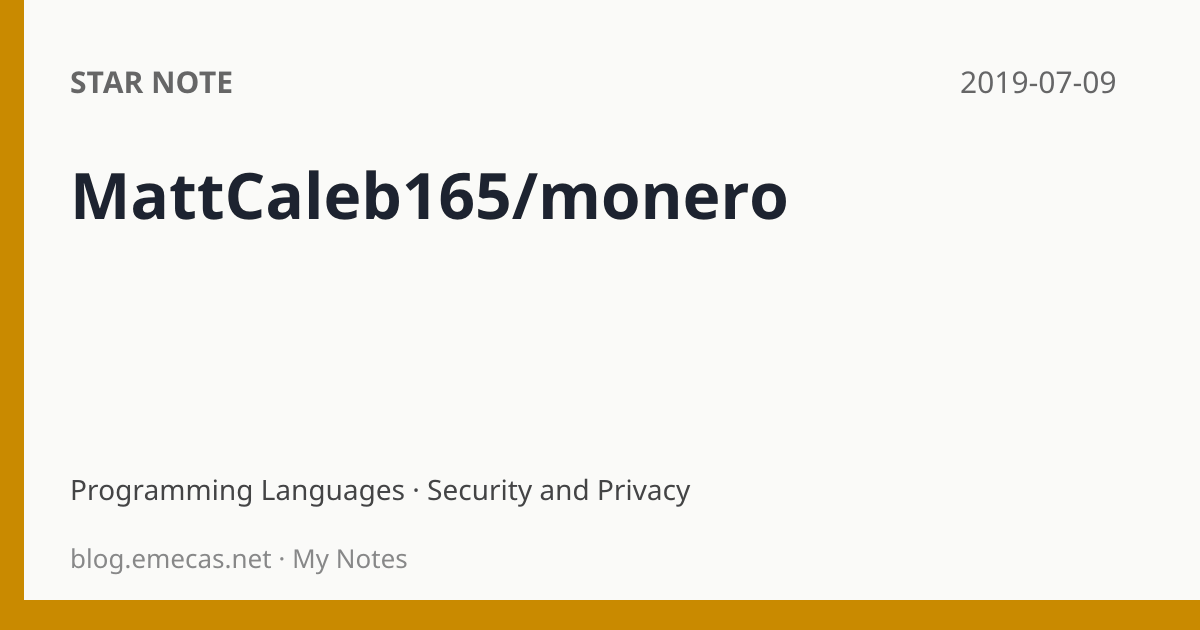 STAR NOTE
2019-07-09
MattCaleb165/monero
Programming Languages · Security and Privacy
blog.emecas.net · My Notes